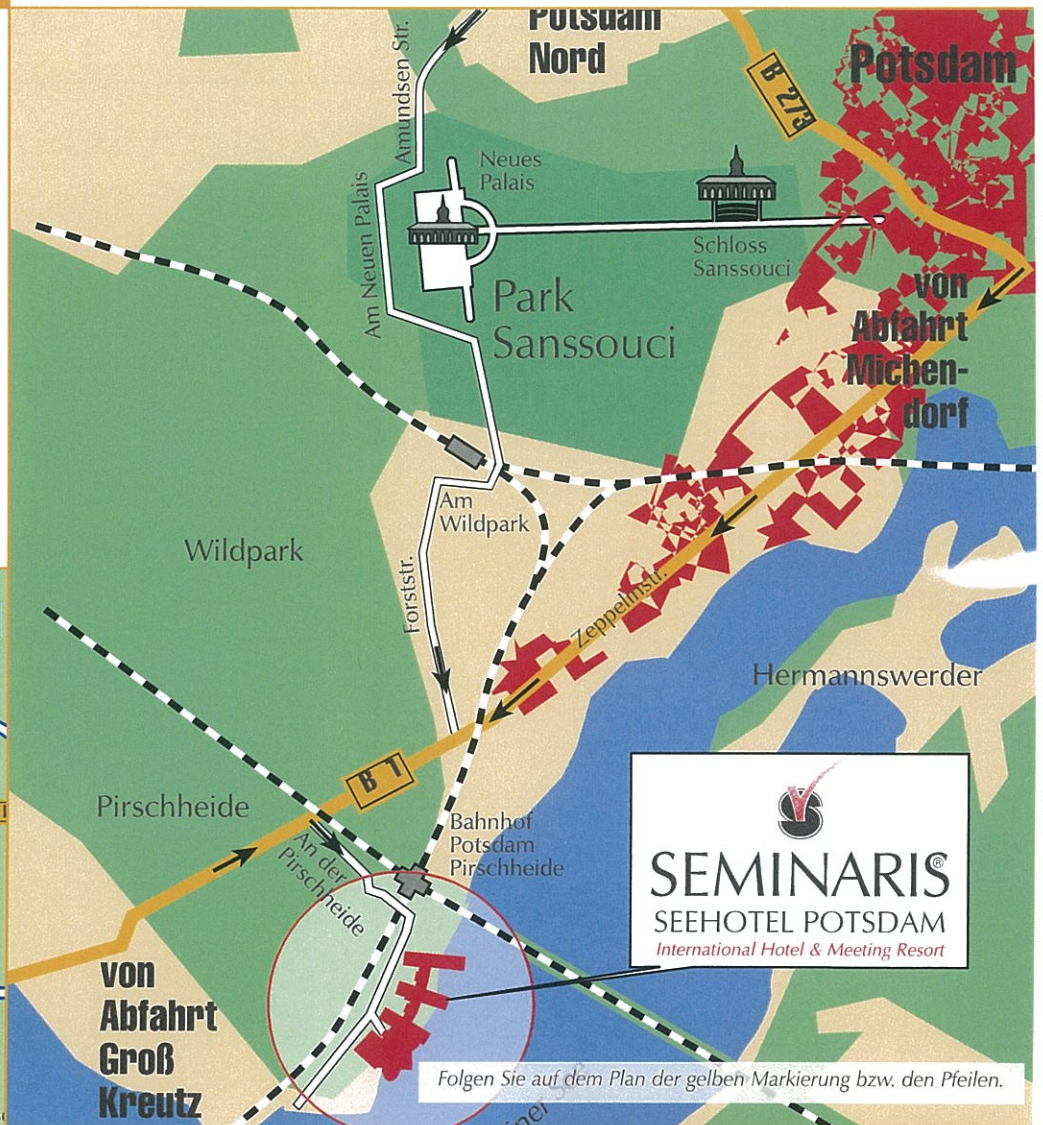 Potsdam
Nord
Potsdam
B 273
Amundsen Str.
Neues
Palais
Am Neuen Palais
Schloss
Sanssouci
Park
Sanssouci
von
Abfahrt
Michen-
dorf
Am
Wildpark
Wildpark
Forststr.
Zeppelinstr.
Hermannswerder
B 1
Pirschheide
An der
Pirschheide
Bahnhof
Potsdam
Pirschheide
SEMINARIS®
SEEHOTEL POTSDAM
International Hotel & Meeting Resort
von
Abfahrt
Groß
Kreutz
Folgen Sie auf dem Plan der gelben Markierung bzw. den Pfeilen.